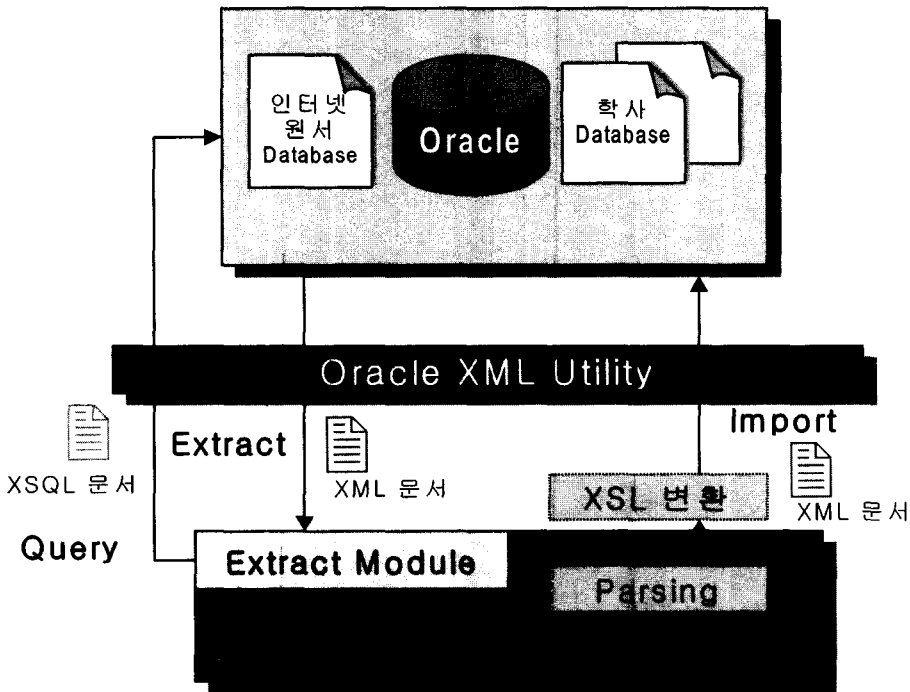 인터넷
원서
Database
Oracle
학사
Database
Oracle XML Utility
Extract
Import
XSQL 문서
XML 문서
XSL 변환
XML 문서
Query
Extract Module
Parsing